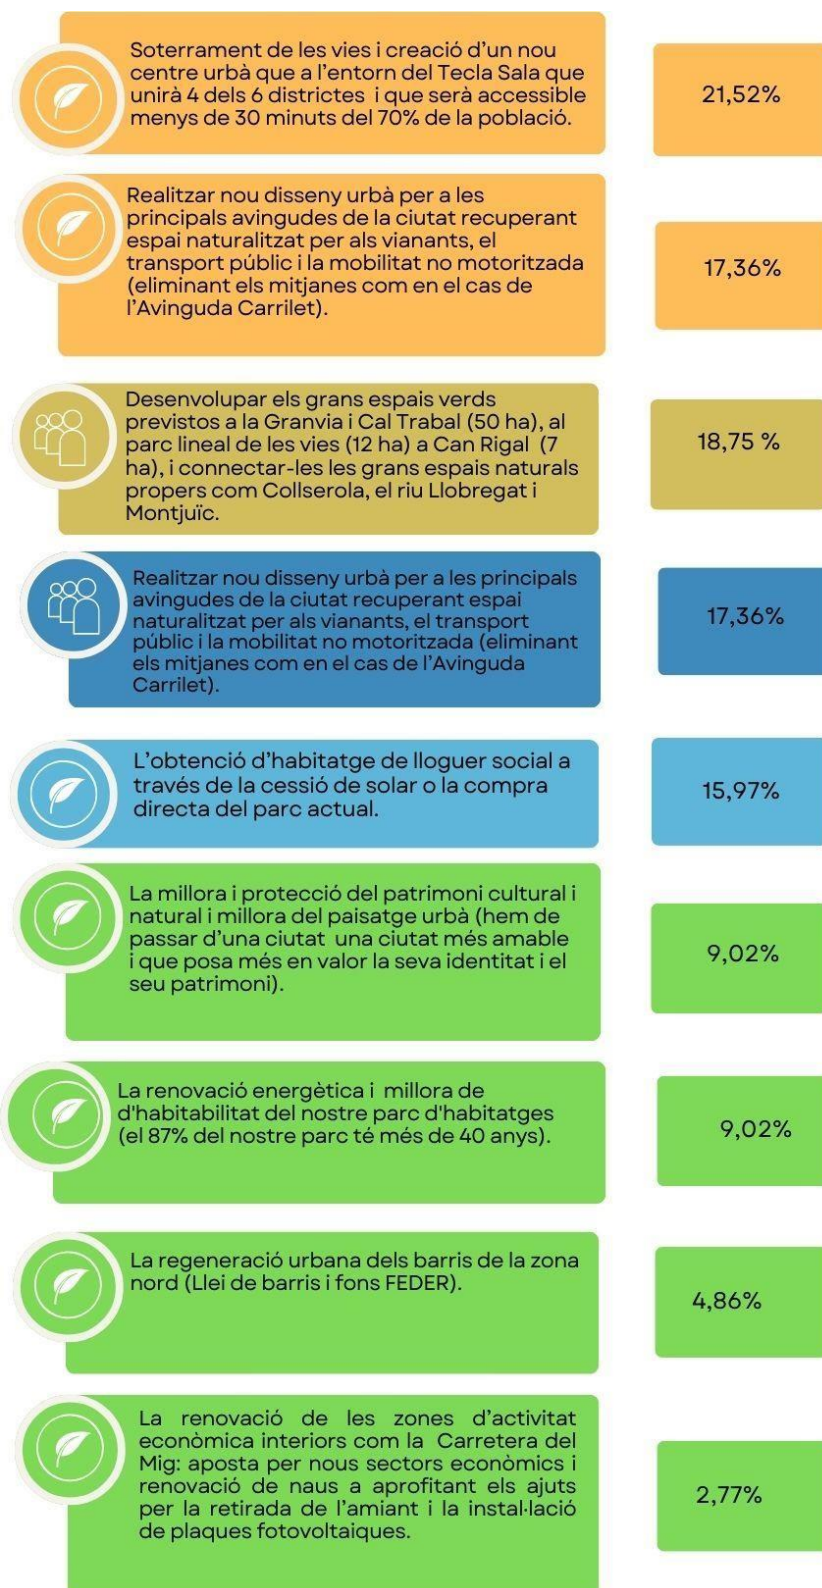 Soterrament de les vies i creació d'un nou
centre urbà que a l'entorn del Tecla Sala que
unirà 4 dels 6 districtes i que serà accessible
menys de 30 minuts del 70% de la població.
21,52%
Realitzar nou disseny urbà per a les
principals avingudes de la ciutat recuperant
espai naturalitzat per als vianants, el
transport públic i la mobilitat no motoritzada
(eliminant els mitjanes com en el cas de
l'Avinguda Carrilet).
17,36%
Desenvolupar els grans espais verds
previstos a la Granvia i Cal Trabal (50 ha), al
parc lineal de les vies (12 ha) a Can Rigal (7
ha), i connectar-les les grans espais naturals
propers com Collserola, el riu Llobregat i
Montjuïc.
18,75 %
Realitzar nou disseny urbà per a les principals
avingudes de la ciutat recuperant espai
naturalitzat per als vianants, el transport
públic i la mobilitat no motoritzada (eliminant
els mitjanes com en el cas de l'Avinguda
Carrilet).
17,36%
L'obtenció d'habitatge de lloguer social a
través de la cessió de solar o la compra
directa del parc actual.
15,97%
La millora i protecció del patrimoni cultural i
natural i millora del paisatge urbà (hem de
passar d'una ciutat una ciutat més amable
i que posa més en valor la seva identitat i el
seu patrimoni).
9,02%
La renovació energètica i millora de
d'habitabilitat del nostre parc d'habitatges
(el 87% del nostre parc té més de 40 anys).
9,02%
La regeneració urbana dels barris de la zona
nord (Llei de barris i fons FEDER).
4,86%
La renovació de les zones d'activitat
econòmica interiors com la Carretera del
Mig: aposta per nous sectors econòmics i
renovació de naus a aprofitant els ajuts
per la retirada de l'amiant i la instal·lació
de plaques fotovoltaiques.
2,77%